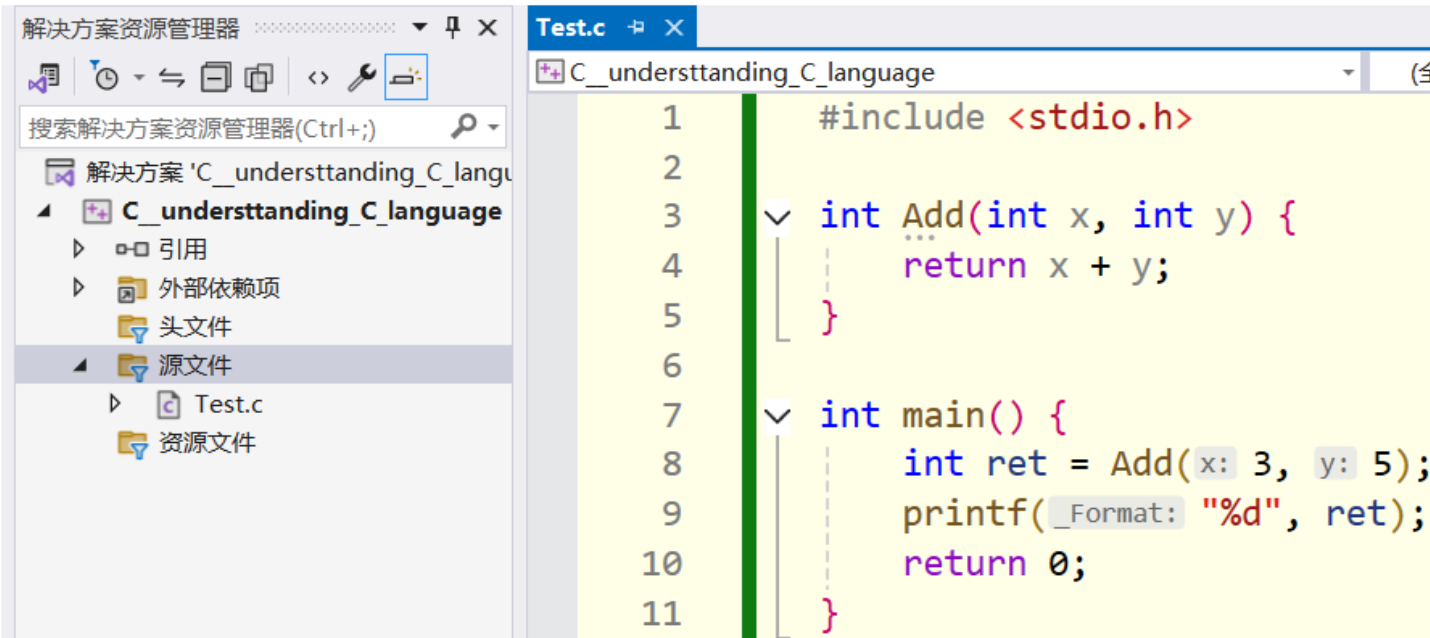 解决方案资源管理器
搜索解决方案资源管理器(Ctrl+;)
解决方案 'C__understtanding_C_langu
C__understtanding_C_language
引用
外部依赖项
头文件
源文件
Test.c
资源文件
Test.c
C__understtanding_C_language (全
1 #include <stdio.h>
2
3 int Add(int x, int y) {
4 return x + y;
5 }
6
7 int main() {
8 int ret = Add(x: 3, y: 5);
9 printf(_Format: "%d", ret);
10 return 0;
11 }